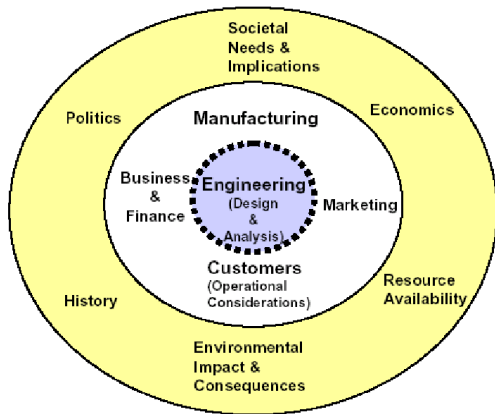 Societal
Needs &
Implications
Politics
Economics
Manufacturing
Business
&
Finance
Engineering
(Design
&
Analysis)
Marketing
Customers
(Operational
Considerations)
History
Resource
Availability
Environmental
Impact &
Consequences